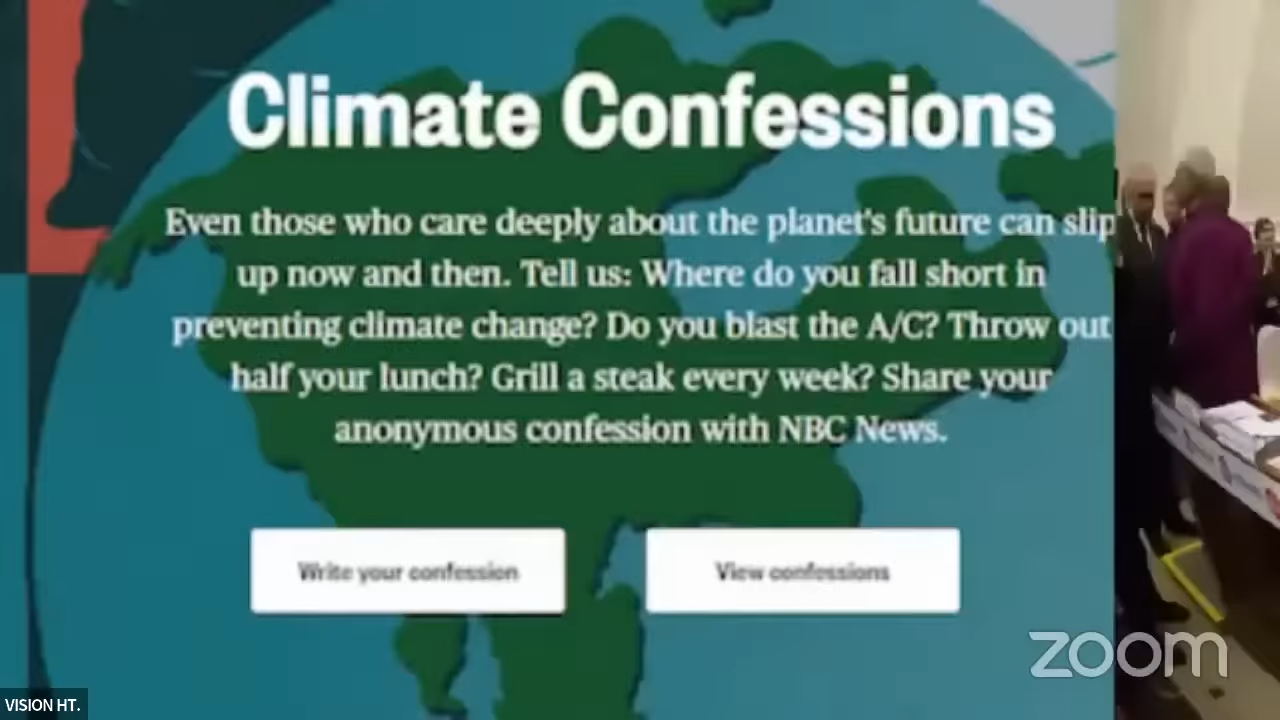 Climate Confessions
Even those who care deeply about the planet's future can slip
up now and then. Tell us: Where do you fall short in
preventing climate change? Do you blast the A/C? Throw out
half your lunch? Grill a steak every week? Share your
anonymous confession with NBC News.
Write your confession
View confessions
zoom
VISION HT.